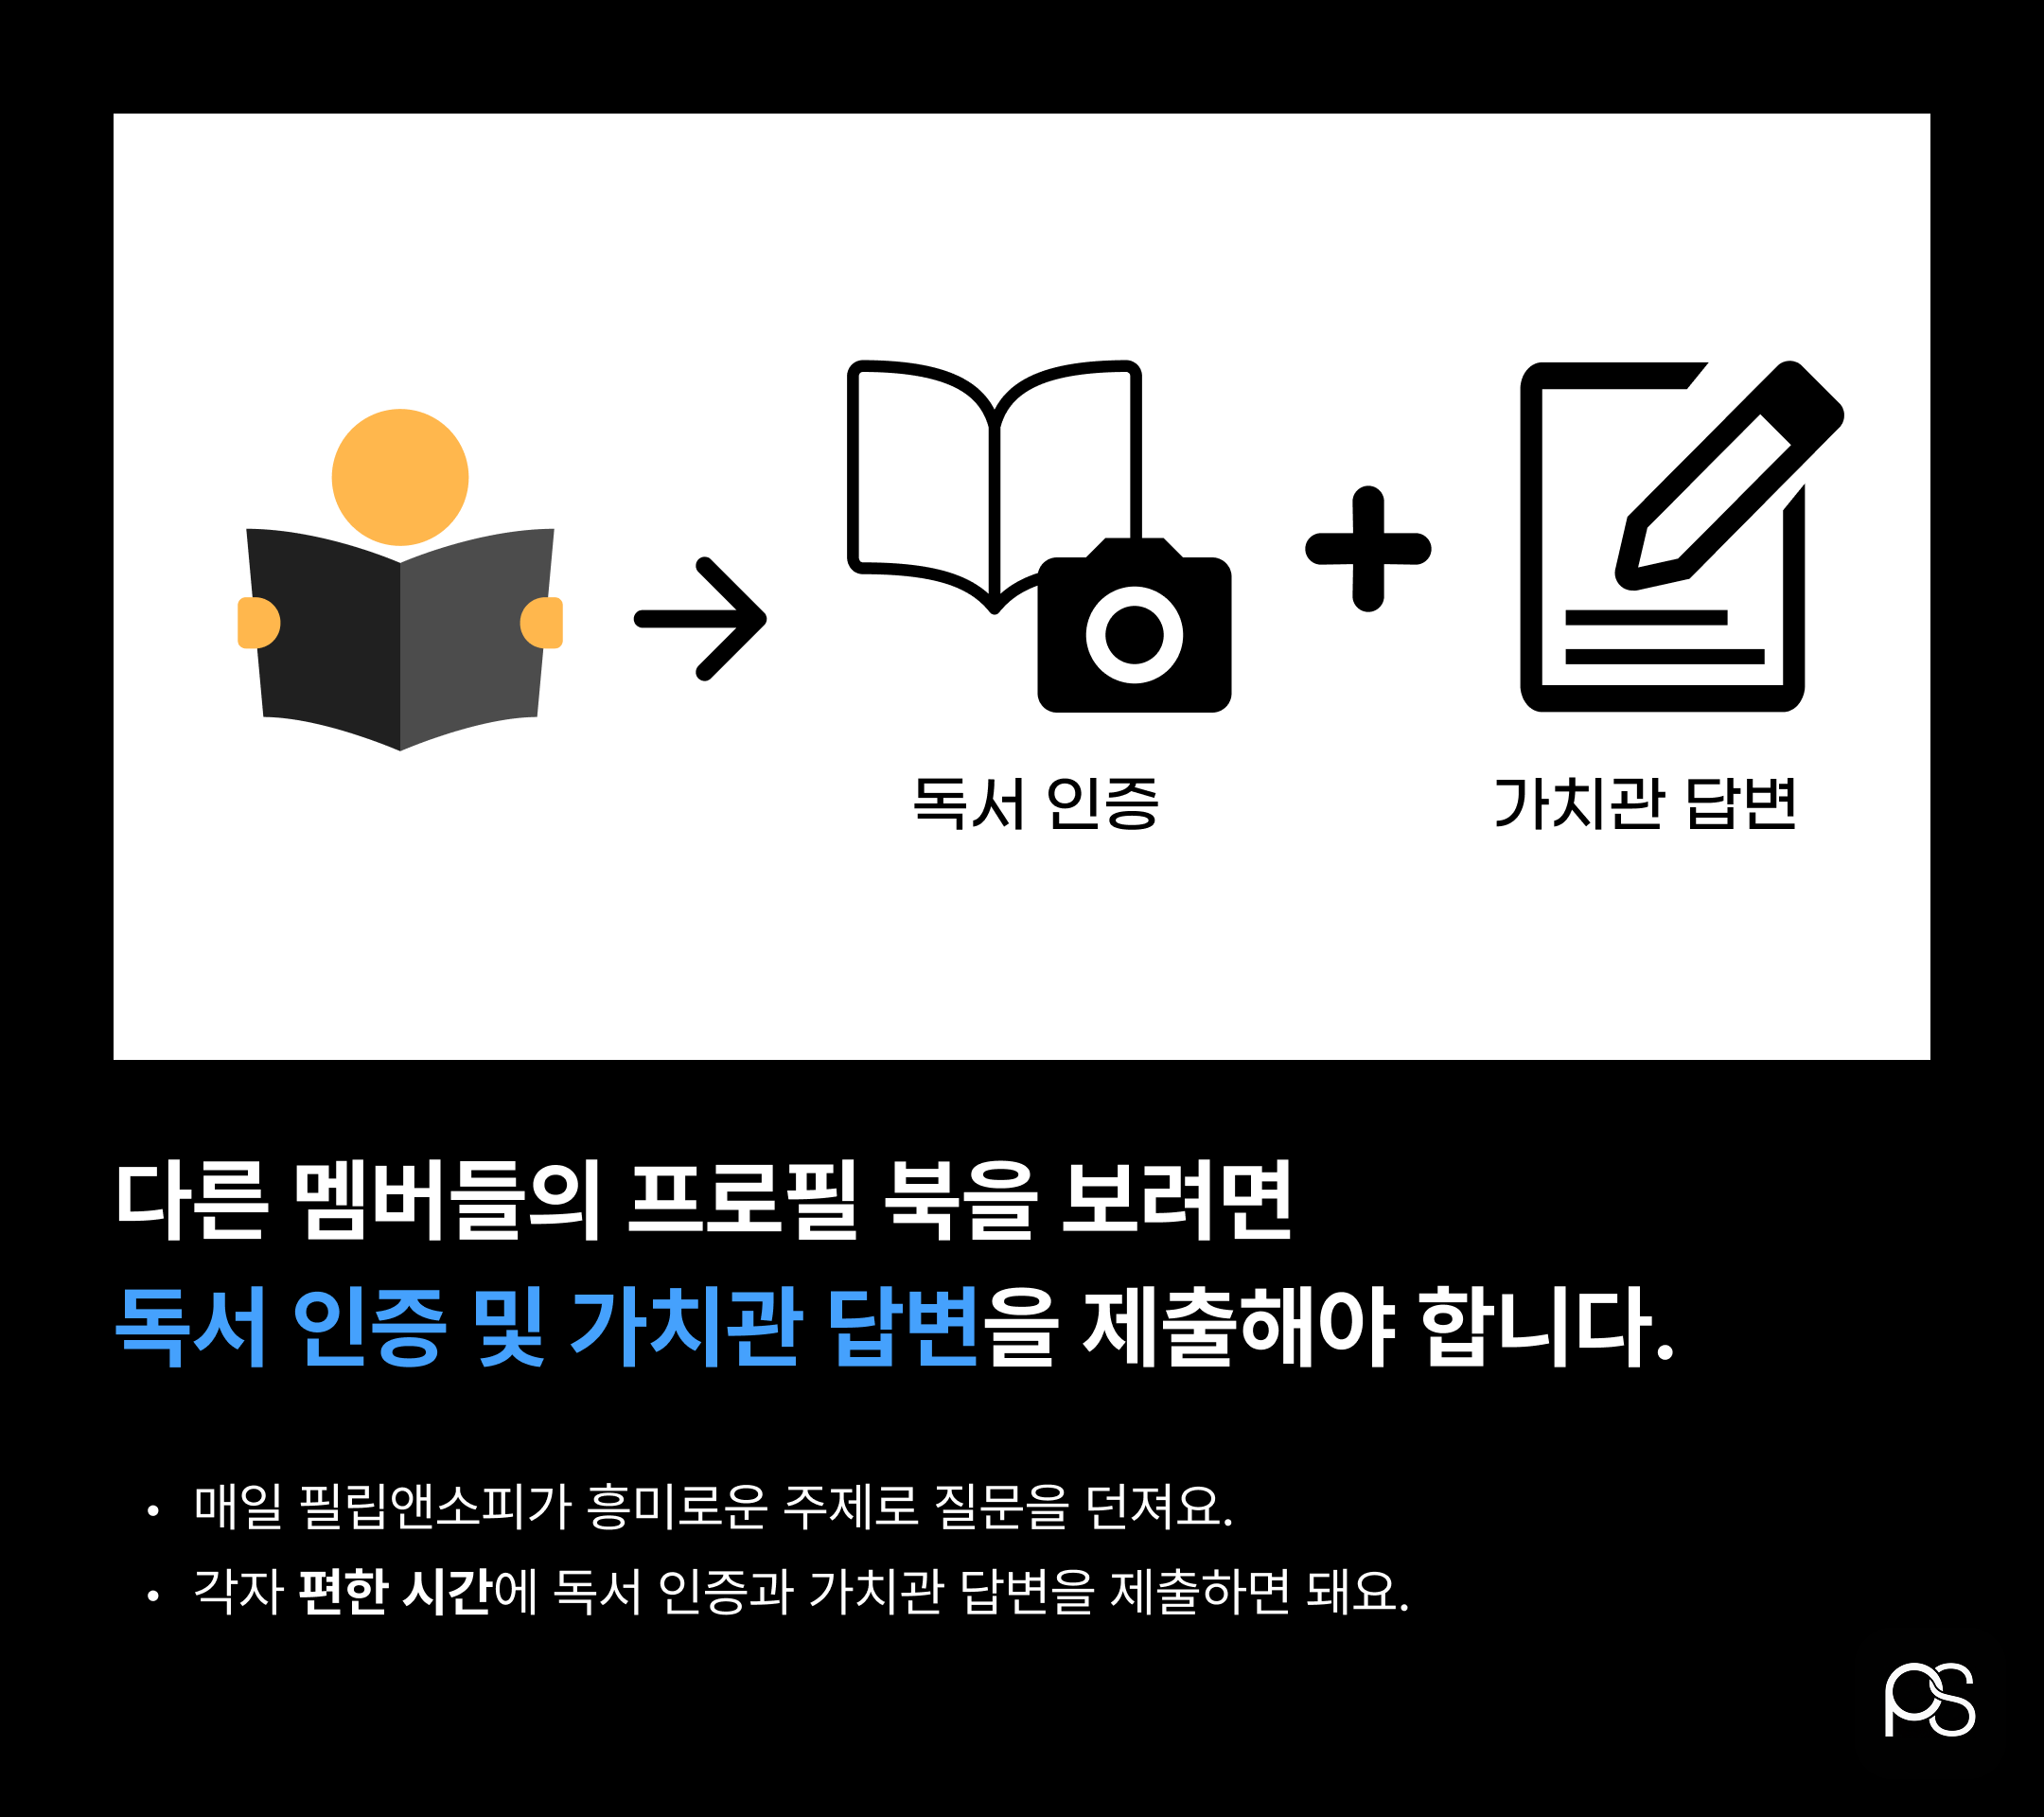 독서 인증
가치관 답변
다른 멤버들의 프로필 북을 보려면
독서 인증 및 가치관 답변을 제출해야 합니다.
• 매일 필립앤소피가 흥미로운 주제로 질문을 던져요.
• 각자 편한 시간에 독서 인증과 가치관 답변을 제출하면 돼요.
PS